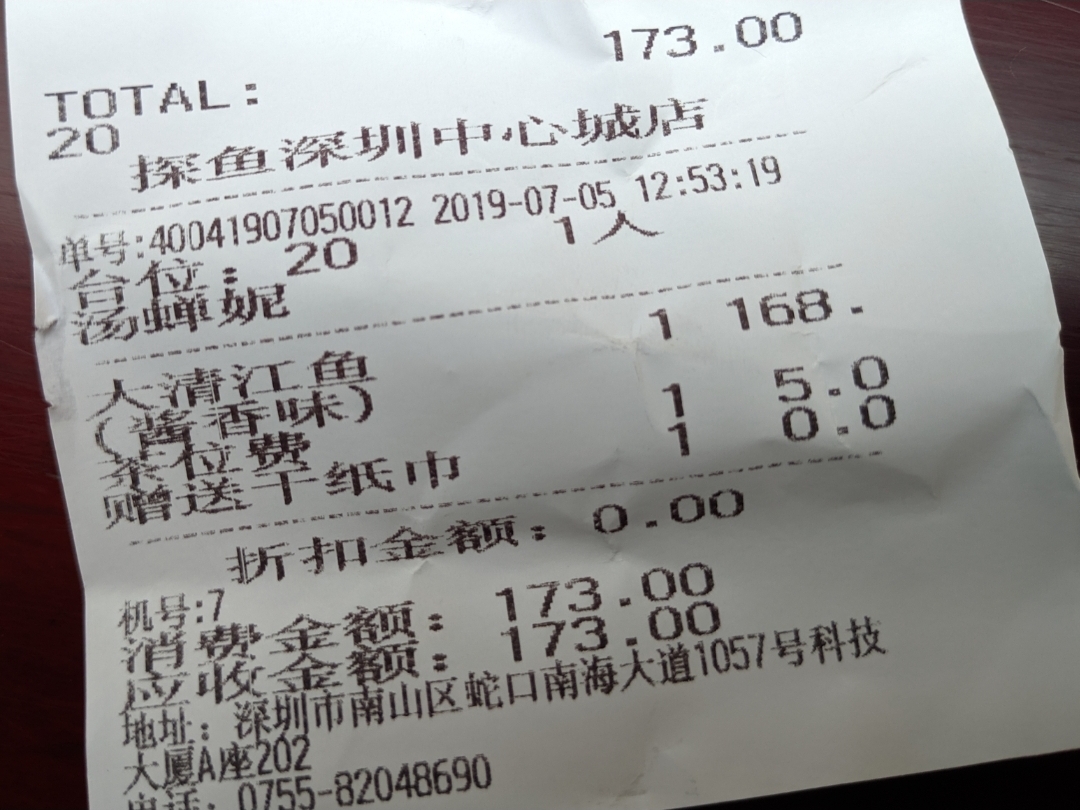 173.00
TOTAL:
20
探鱼深圳中心城店
单号:40041907050012 2019-07-05 12:53:19
台位: 20 1人
汤蝉妮
1 168.
大清江鱼
(酱香味) 1 5.0
茶位费 1 0.0
赠送干纸巾
折扣金额: 0.00
机号:7
消费金额: 173.00
应收金额: 173.00
地址: 深圳市南山区蛇口南海大道1057号科技
大厦A座202
电话: 0755-82048690